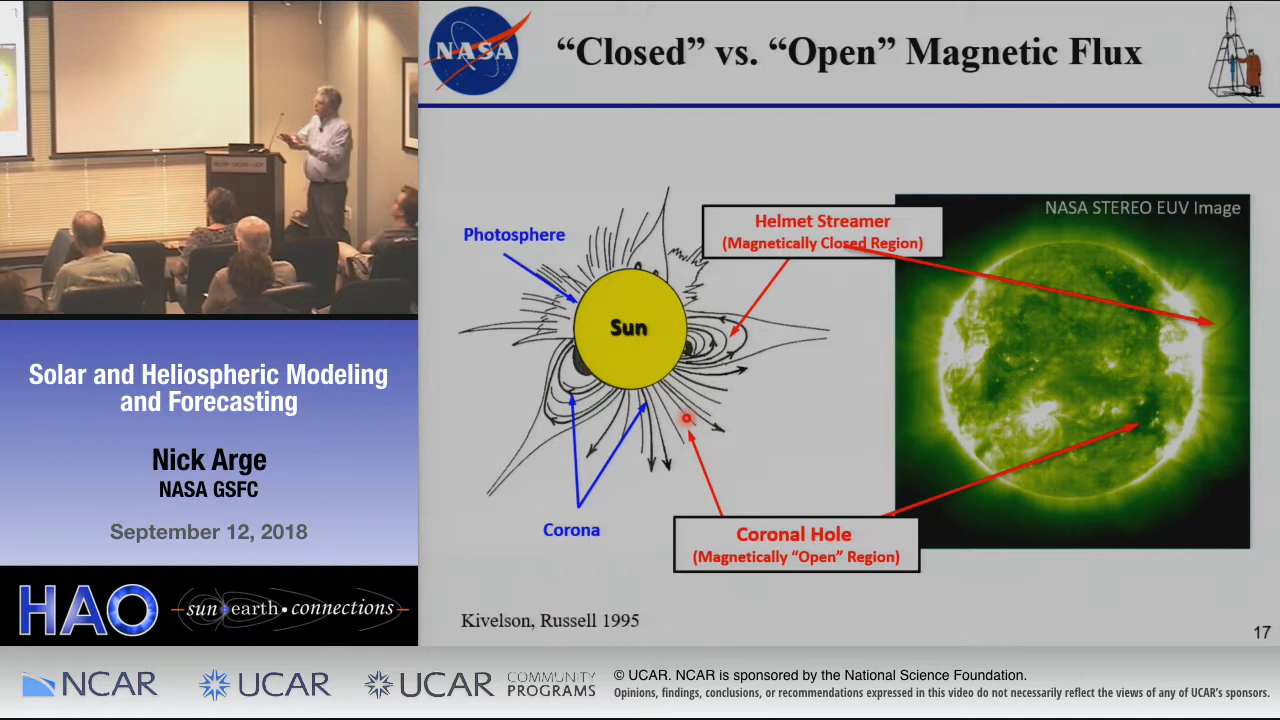 NASA
“Closed” vs. “Open” Magnetic Flux
NASA STEREO EUV Image
Helmet Streamer
(Magnetically Closed Region)
Photosphere
Sun
Corona
Coronal Hole
(Magnetically “Open” Region)
Kivelson, Russell 1995
17
Solar and Heliospheric Modeling
and Forecasting
Nick Arge
NASA GSFC
September 12, 2018
HAO
sun earth • connections
NCAR
UCAR
UCAR
COMMUNITY
PROGRAMS
© UCAR. NCAR is sponsored by the National Science Foundation.
Opinions, findings, conclusions, or recommendations expressed in this video do not necessarily reflect the views of any of UCAR's sponsors.